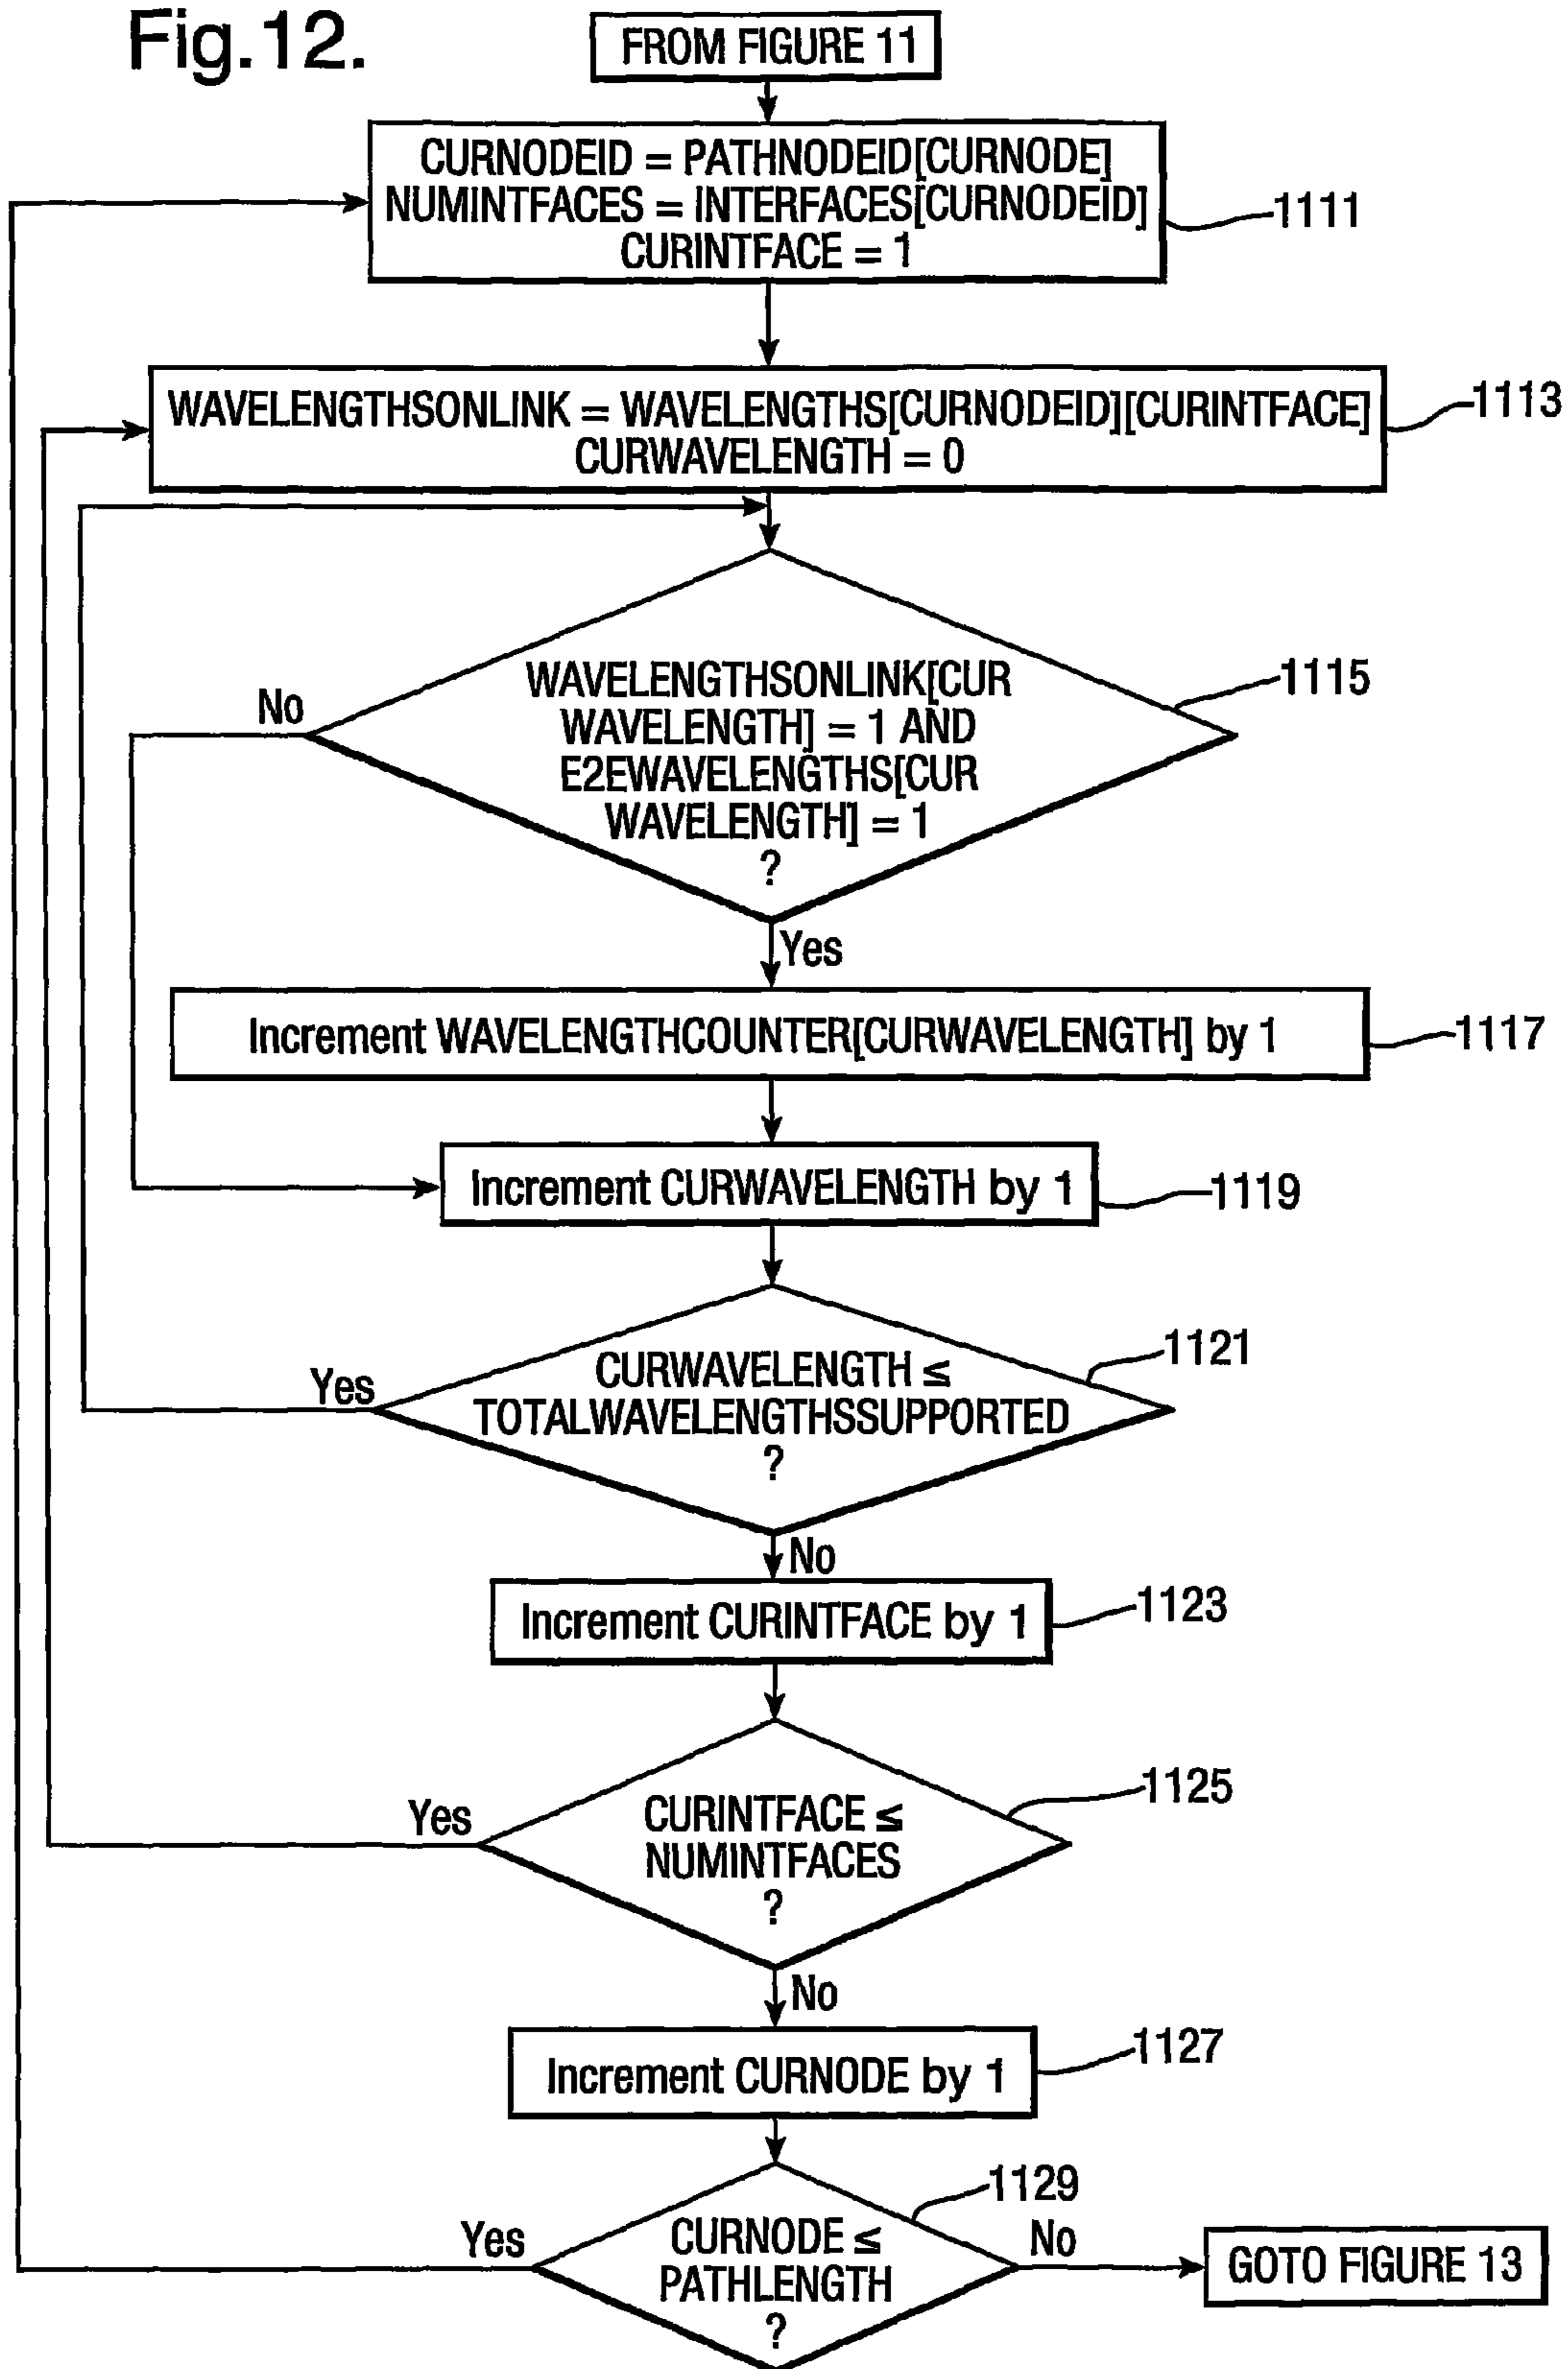 Fig.12.
FROM FIGURE 11
CURNODEID = PATHNODEID[CURNODE]
NUMINTFACES = INTERFACES[CURNODEID]
CURINTFACE = 1
1111
WAVELENGTHSONLINK = WAVELENGTHS[CURNODEID][CURINTFACE]
CURWAVELENGTH = 0
1113
WAVELENGTHSONLINK[CUR
WAVELENGTH] = 1 AND
E2EWAVELENGTHS[CUR
WAVELENGTH] = 1
?
1115
No
Yes
Increment WAVELENGTHCOUNTER[CURWAVELENGTH] by 1
1117
Increment CURWAVELENGTH by 1
1119
CURWAVELENGTH ≤
TOTALWAVELENGTHSSUPPORTED
?
1121
Yes
No
Increment CURINTFACE by 1
1123
CURINTFACE ≤
NUMINTFACES
?
1125
Yes
No
Increment CURNODE by 1
1127
CURNODE ≤
PATHLENGTH
?
1129
Yes
No
GOTO FIGURE 13